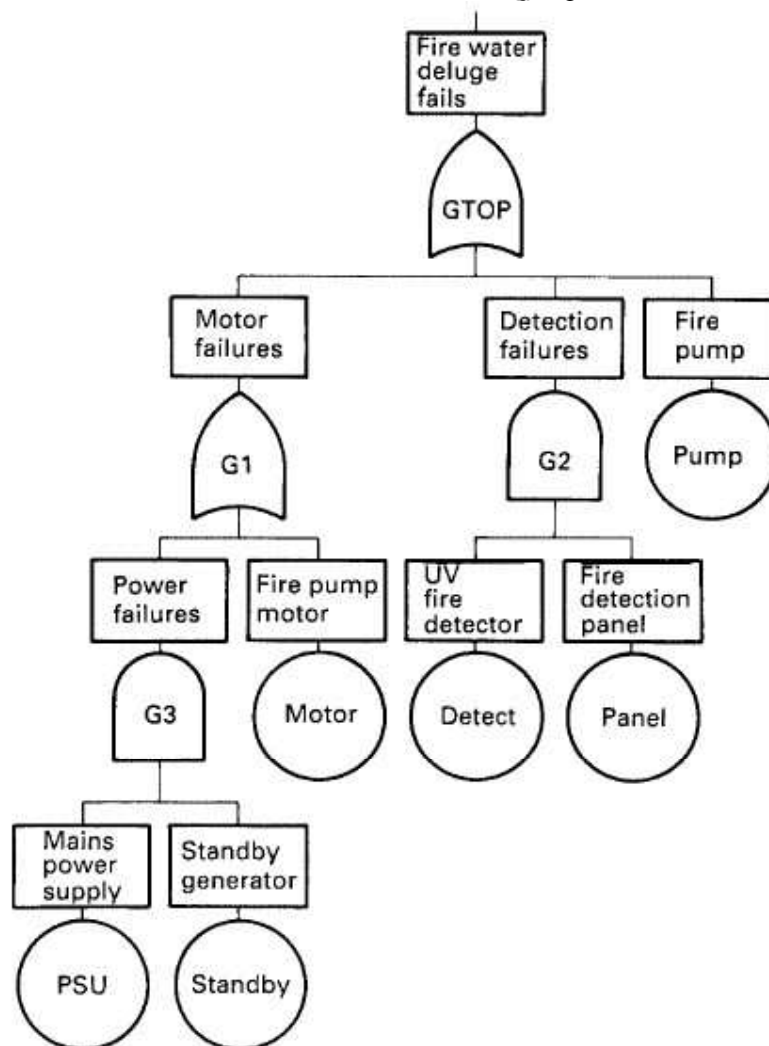 Fire water
deluge
fails
GTOP
Motor
failures
Detection
failures
Fire
pump
G1
G2
Pump
Power
failures
Fire pump
motor
UV
fire
detector
Fire
detection
panel
G3
Motor
Detect
Panel
Mains
power
supply
Standby
generator
PSU
Standby